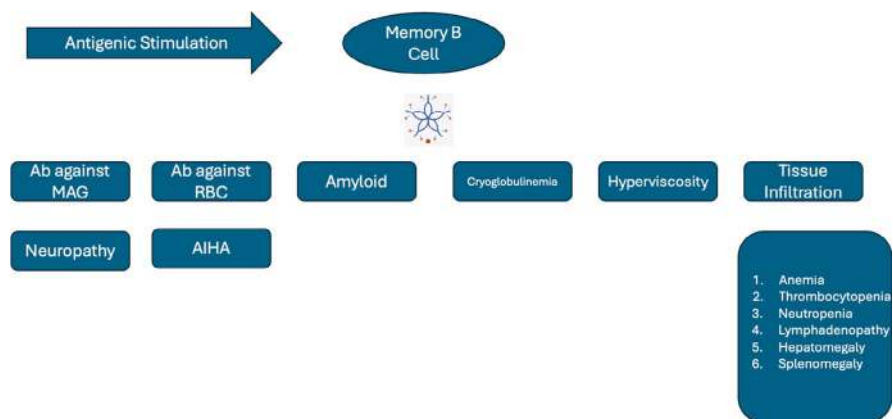 Antigenic Stimulation
Memory B
Cell
Ab against
MAG
Ab against
RBC
Amyloid
Cryoglobulinemia
Hyperviscosity
Tissue
Infiltration
Neuropathy
AIHA
1. Anemia
2. Thrombocytopenia
3. Neutropenia
4. Lymphadenopathy
5. Hepatomegaly
6. Splenomegaly